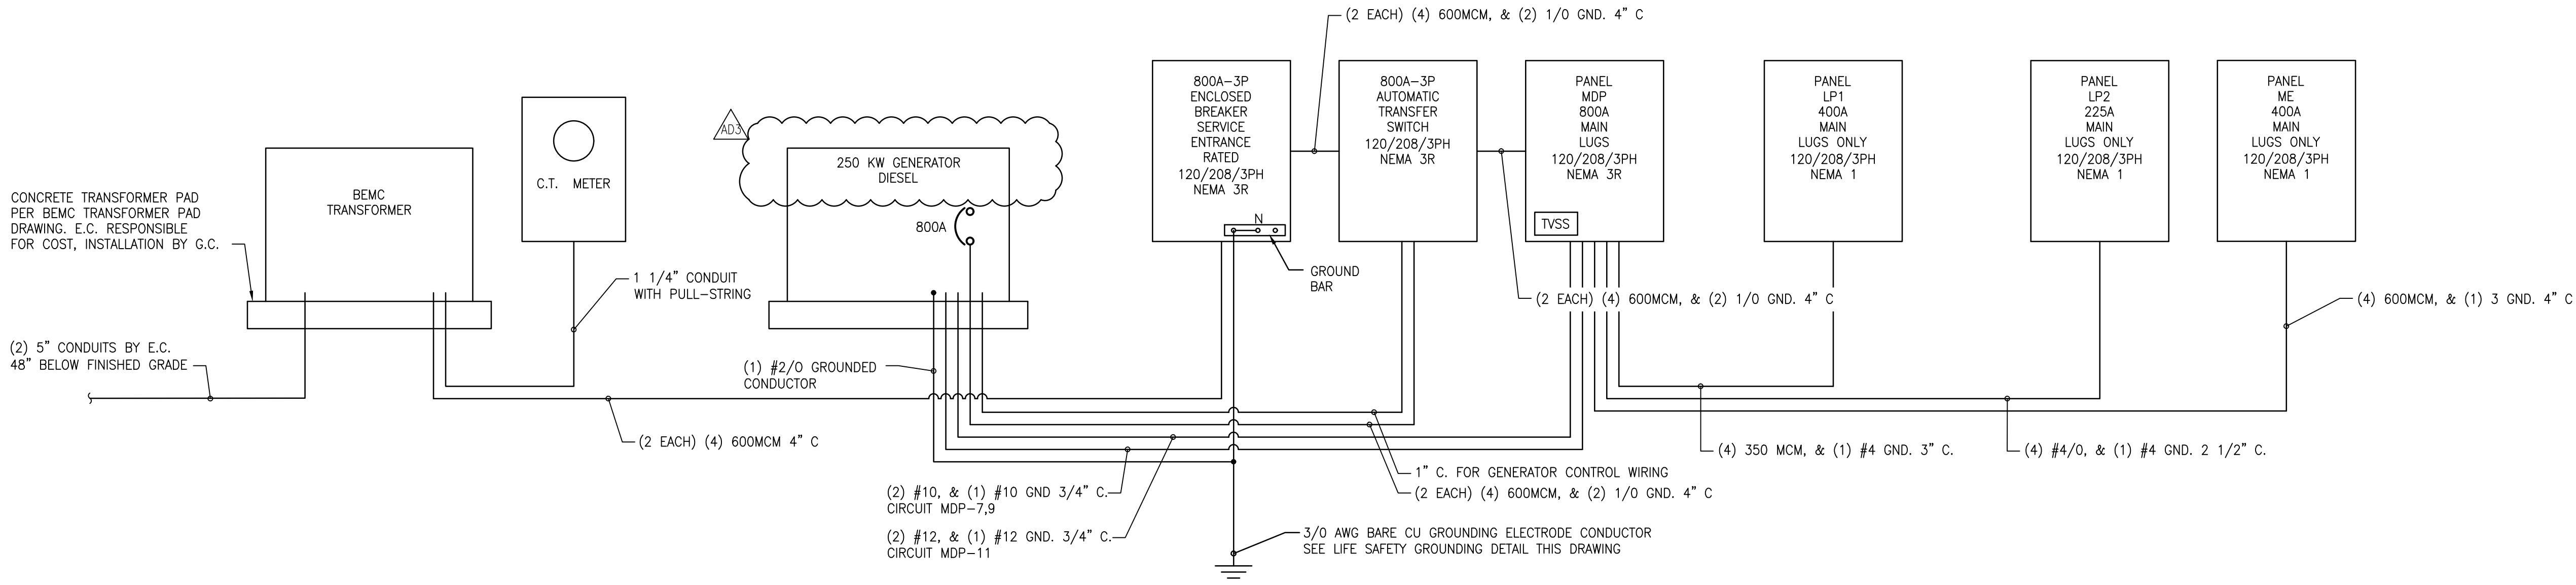 (2 EACH) (4) 600MCM, & (2) 1/0 GND. 4" C
800A-3P
ENCLOSED
BREAKER
SERVICE
ENTRANCE
RATED
120/208/3PH
NEMA 3R
N
GROUND
BAR
800A-3P
AUTOMATIC
TRANSFER
SWITCH
120/208/3PH
NEMA 3R
PANEL
MDP
800A
MAIN
LUGS
120/208/3PH
NEMA 3R
TVSS
PANEL
LP1
400A
MAIN
LUGS ONLY
120/208/3PH
NEMA 1
PANEL
LP2
225A
MAIN
LUGS ONLY
120/208/3PH
NEMA 1
PANEL
ME
400A
MAIN
LUGS ONLY
120/208/3PH
NEMA 1
AD3
250 KW GENERATOR
DIESEL
800A
C.T. METER
BEMC
TRANSFORMER
CONCRETE TRANSFORMER PAD
PER BEMC TRANSFORMER PAD
DRAWING. E.C. RESPONSIBLE
FOR COST, INSTALLATION BY G.C.
1 1/4" CONDUIT
WITH PULL-STRING
(2 EACH) (4) 600MCM, & (2) 1/0 GND. 4" C
(4) 600MCM, & (1) 3 GND. 4" C
(2) 5" CONDUITS BY E.C.
48" BELOW FINISHED GRADE
(1) #2/0 GROUNDED
CONDUCTOR
(2 EACH) (4) 600MCM 4" C
(4) 350 MCM, & (1) #4 GND. 3" C.
(4) #4/0, & (1) #4 GND. 2 1/2" C.
1" C. FOR GENERATOR CONTROL WIRING
(2 EACH) (4) 600MCM, & (2) 1/0 GND. 4" C
(2) #10, & (1) #10 GND 3/4" C.
CIRCUIT MDP-7,9
(2) #12, & (1) #12 GND. 3/4" C.
CIRCUIT MDP-11
3/0 AWG BARE CU GROUNDING ELECTRODE CONDUCTOR
SEE LIFE SAFETY GROUNDING DETAIL THIS DRAWING